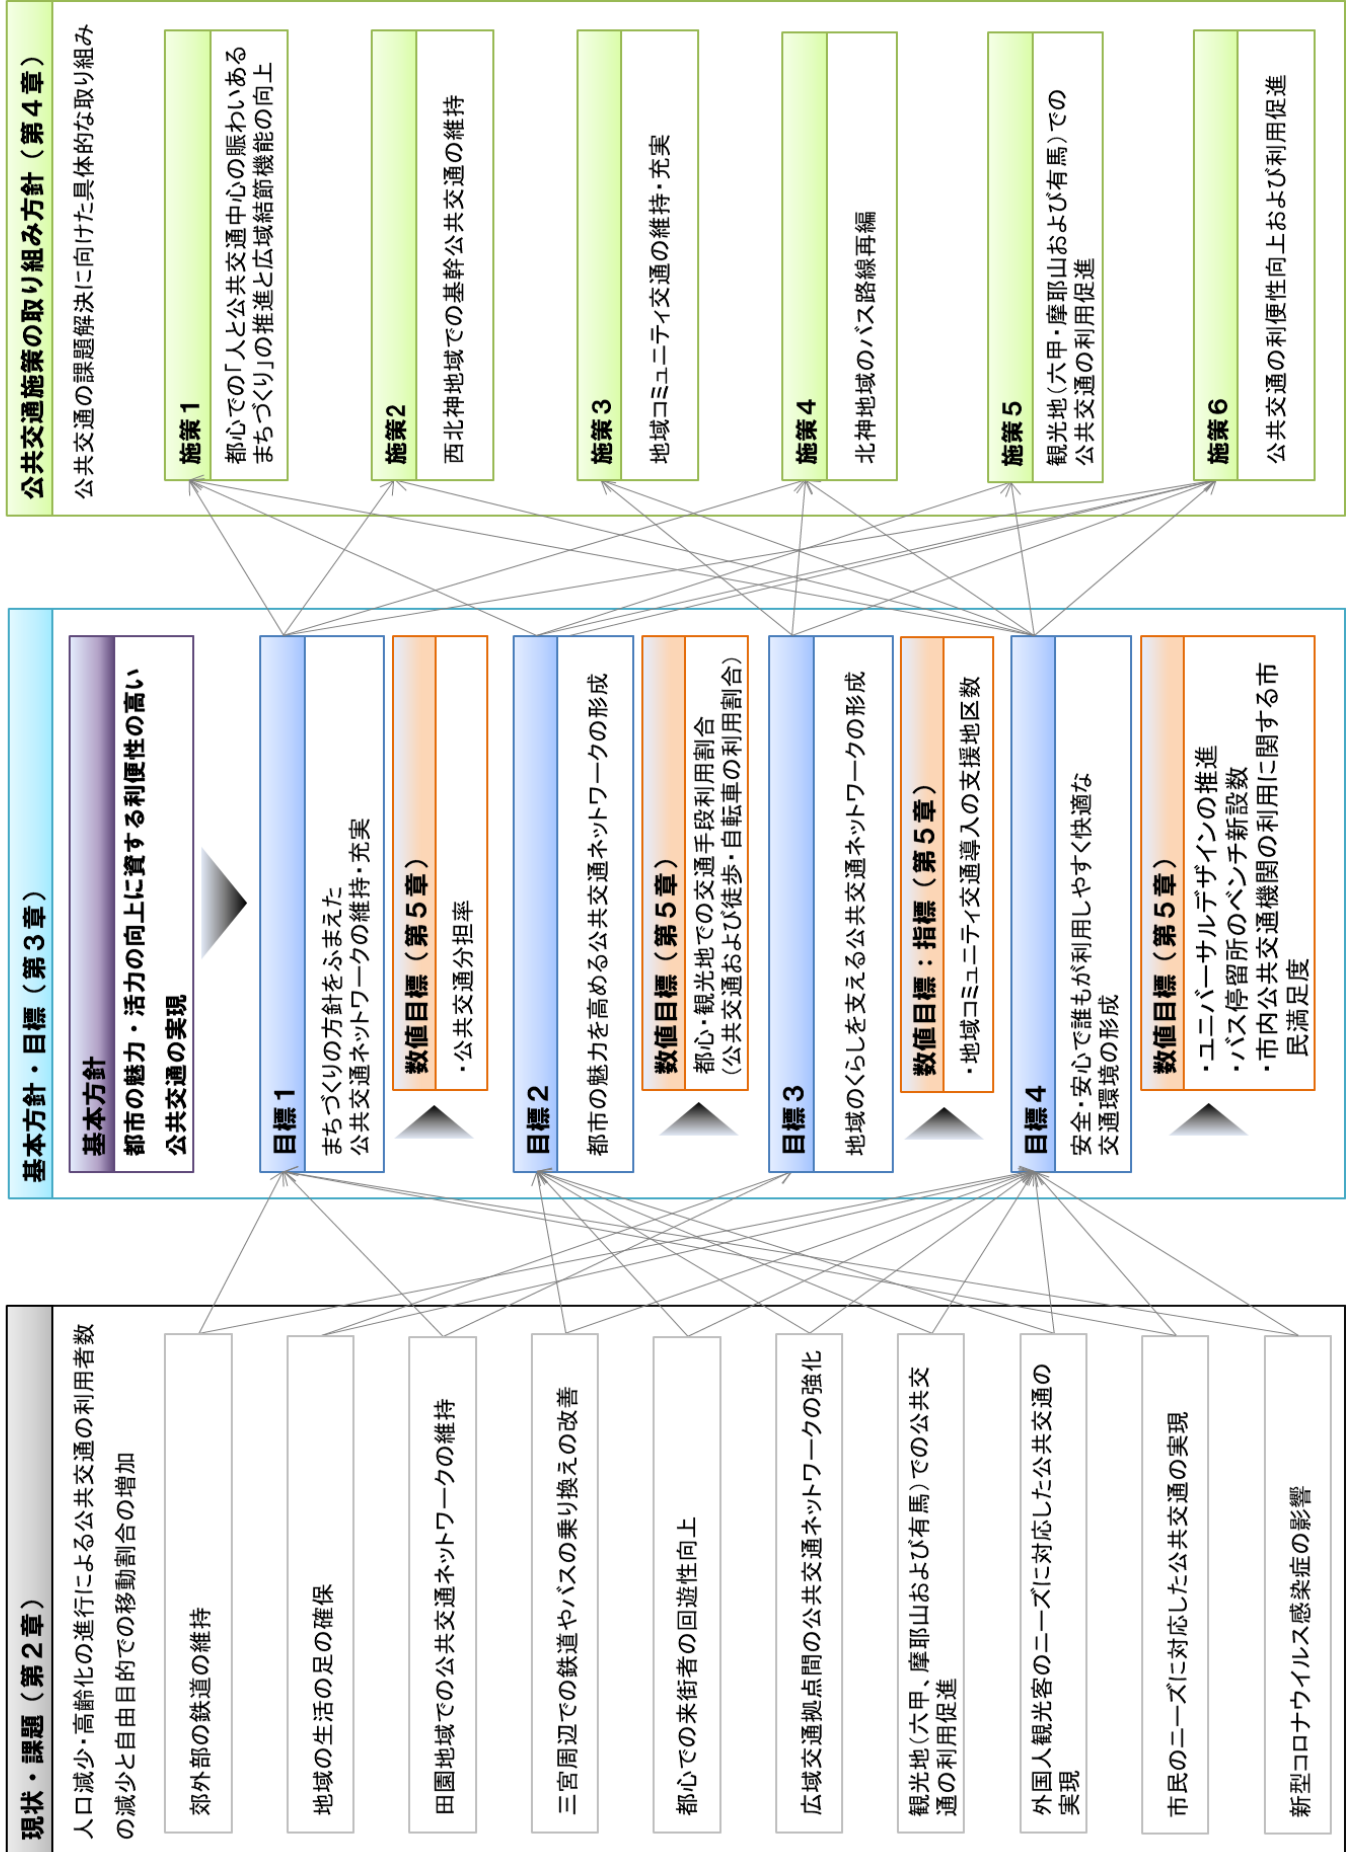 現状・課題（第２章）
人口減少・高齢化の進行による公共交通の利用者数
の減少と自由目的での移動割合の増加
郊外部の鉄道の維持
地域の生活の足の確保
田園地域での公共交通ネットワークの維持
三宮周辺での鉄道やバスの乗り換えの改善
都心での来街者の回遊性向上
広域交通拠点間の公共交通ネットワークの強化
観光地（六甲、摩耶山および有馬）での公共交
通の利用促進
外国人観光客のニーズに対応した公共交通の
実現
市民のニーズに対応した公共交通の実現
新型コロナウイルス感染症の影響
基本方針・目標（第３章）
基本方針
都市の魅力・活力の向上に資する利便性の高い
公共交通の実現
目標１
まちづくりの方針をふまえた
公共交通ネットワークの維持・充実
数値目標（第５章）
・公共交通分担率
目標２
都市の魅力を高める公共交通ネットワークの形成
数値目標（第５章）
都心・観光地での交通手段利用割合
（公共交通および徒歩・自転車の利用割合）
目標３
地域のくらしを支える公共交通ネットワークの形成
数値目標：指標（第５章）
・地域コミュニティ交通導入の支援地区数
目標４
安全・安心で誰もが利用しやすく快適な
交通環境の形成
数値目標（第５章）
・ユニバーサルデザインの推進
・バス停留所のベンチ新設数
・市内公共交通機関の利用に関する市
民満足度
公共交通施策の取り組み方針（第４章）
公共交通の課題解決に向けた具体的な取り組み
施策１
都心での「人と公共交通中心の賑わいある
まちづくり」の推進と広域結節機能の向上
施策2
西北神地域での基幹公共交通の維持
施策３
地域コミュニティ交通の維持・充実
施策４
北神地域のバス路線再編
施策５
観光地（六甲・摩耶山および有馬）での
公共交通の利用促進
施策６
公共交通の利便性向上および利用促進